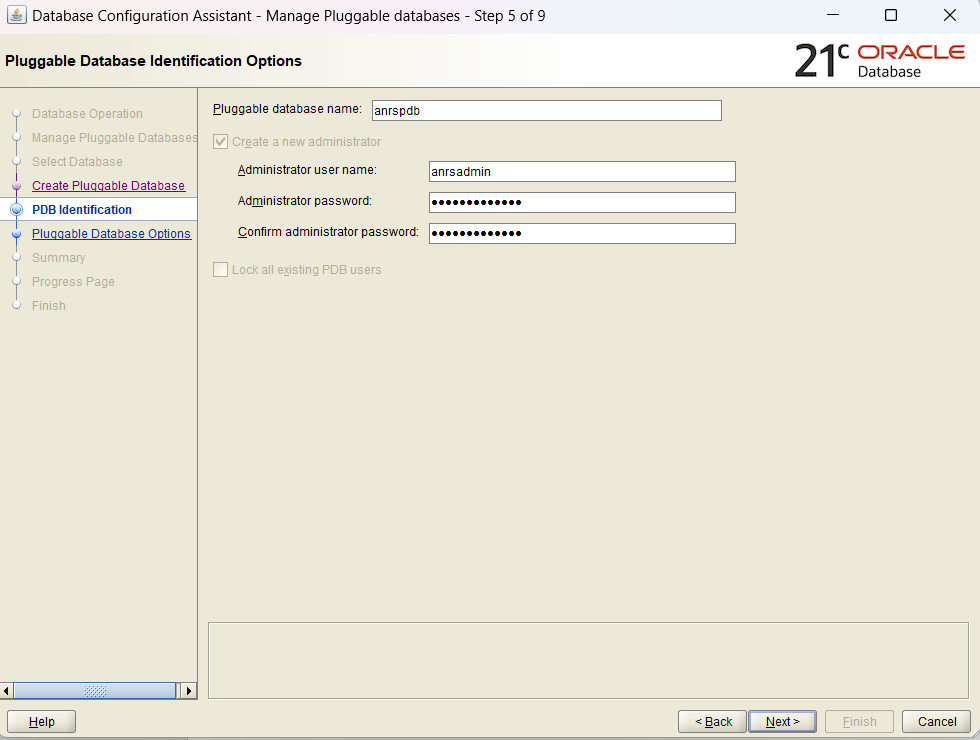 Database Configuration Assistant - Manage Pluggable databases - Step 5 of 9
Pluggable Database Identification Options
21c ORACLE
Database
Database Operation
Manage Pluggable Databases
Select Database
Create Pluggable Database
PDB Identification
Pluggable Database Options
Summary
Progress Page
Finish
Pluggable database name: anrspdb
Create a new administrator
Administrator user name: anrsadmin
Administrator password: •••••••••••••
Confirm administrator password: •••••••••••••
Lock all existing PDB users
Help
< Back
Next >
Finish
Cancel